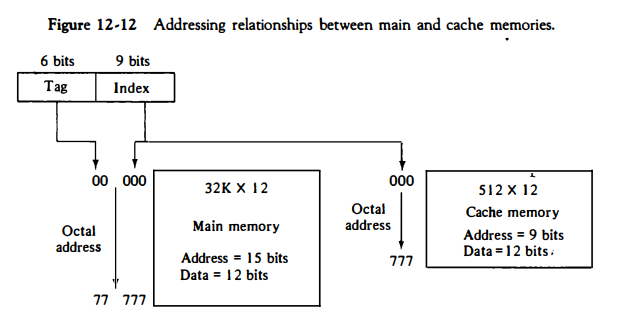 Figure 12-12 Addressing relationships between main and cache memories.
6 bits 9 bits
Tag Index
00 000
Octal
address
77 777
32K X 12
Main memory
Address = 15 bits
Data = 12 bits
000
Octal
address
777
512 X 12
Cache memory
Address = 9 bits
Data = 12 bits